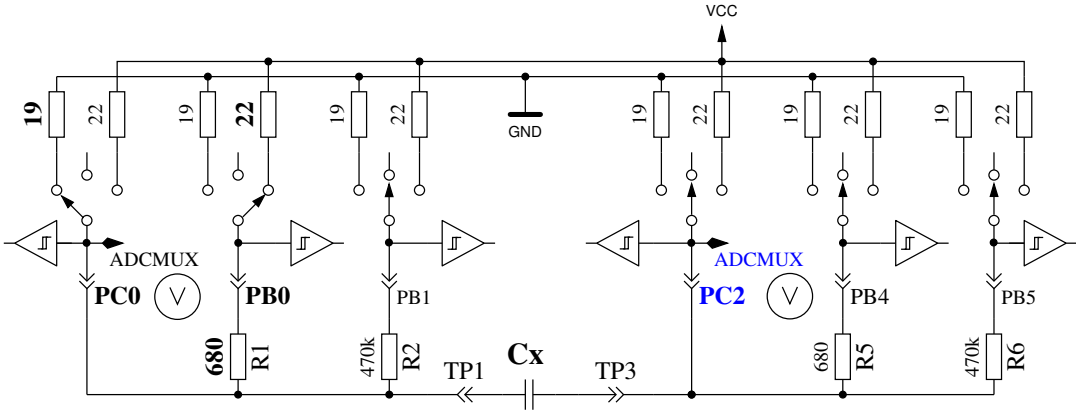 VCC
19
22
19
22
19
22
GND
19
22
19
22
19
22
ADCMUX
ADCMUX
PC0
V
PB0
PB1
PC2
V
PB4
PB5
680
R1
470k
R2
TP1
Cx
TP3
680
R5
470k
R6